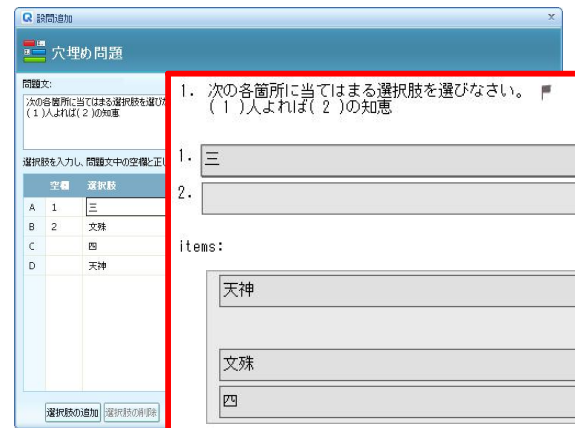 設問追加
穴埋め問題
問題文:
次の各箇所に当てはまる選択肢を選び
( 1 )人よれば( 2 )の知恵
選択肢を入力し、問題文中の空欄と正
空欄 選択肢
A 1 三
B 2 文殊
C 四
D 天神
選択肢の追加 選択肢の削除
1. 次の各箇所に当てはまる選択肢を選びなさい。
( 1 )人よれば( 2 )の知恵
1. 三
2.
items:
天神
文殊
四